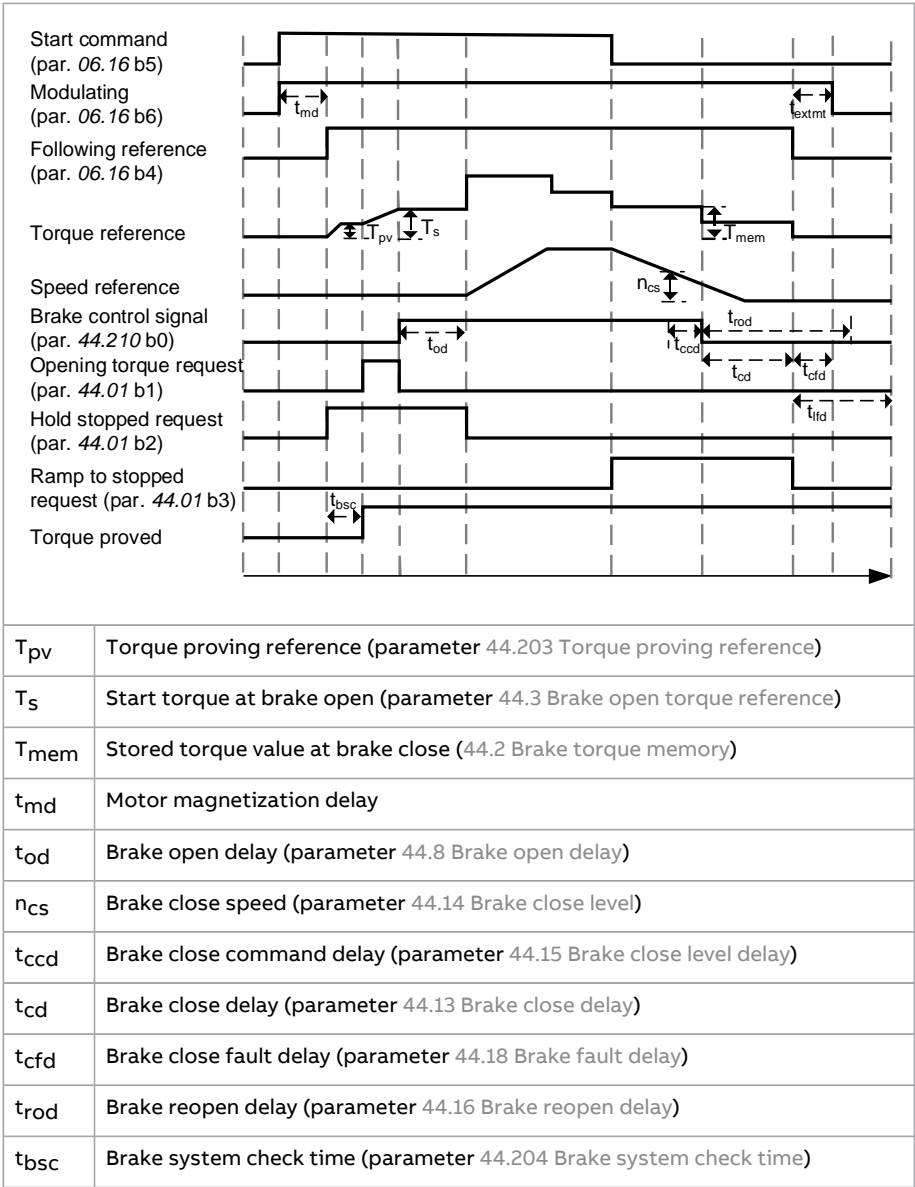 Start command
(par. 06.16 b5)
Modulating
(par. 06.16 b6)
tmd
textmt
Following reference
(par. 06.16 b4)
Torque reference
Tpv
Ts
Tmem
Speed reference
ncs
Brake control signal
(par. 44.210 b0)
tod
tccd
trod
tcd
tcfd
Opening torque request
(par. 44.01 b1)
tlfd
Hold stopped request
(par. 44.01 b2)
Ramp to stopped
request (par. 44.01 b3)
tbsc
Torque proved
Tpv Torque proving reference (parameter 44.203 Torque proving reference)
Ts Start torque at brake open (parameter 44.3 Brake open torque reference)
Tmem Stored torque value at brake close (44.2 Brake torque memory)
tmd Motor magnetization delay
tod Brake open delay (parameter 44.8 Brake open delay)
ncs Brake close speed (parameter 44.14 Brake close level)
tccd Brake close command delay (parameter 44.15 Brake close level delay)
tcd Brake close delay (parameter 44.13 Brake close delay)
tcfd Brake close fault delay (parameter 44.18 Brake fault delay)
trod Brake reopen delay (parameter 44.16 Brake reopen delay)
tbsc Brake system check time (parameter 44.204 Brake system check time)